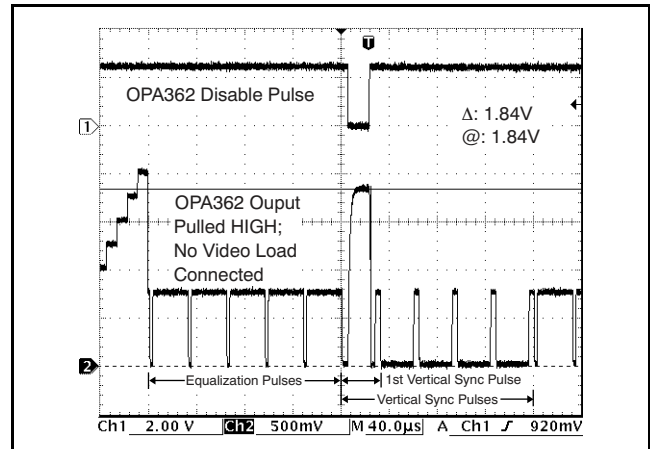 T
OPA362 Disable Pulse
Δ: 1.84V
@: 1.84V
1
OPA362 Ouput
Pulled HIGH;
No Video Load
Connected
2
Equalization Pulses
1st Vertical Sync Pulse
Vertical Sync Pulses
Ch1 2.00 V Ch2 500mV M 40.0µs A Ch1 ʃ 920mV